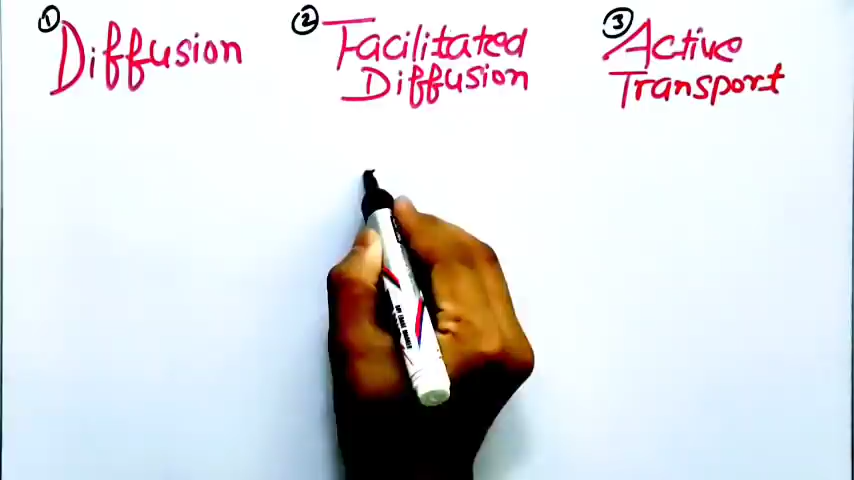 ① Diffusion
② Facilitated
Diffusion
③ Active
Transport